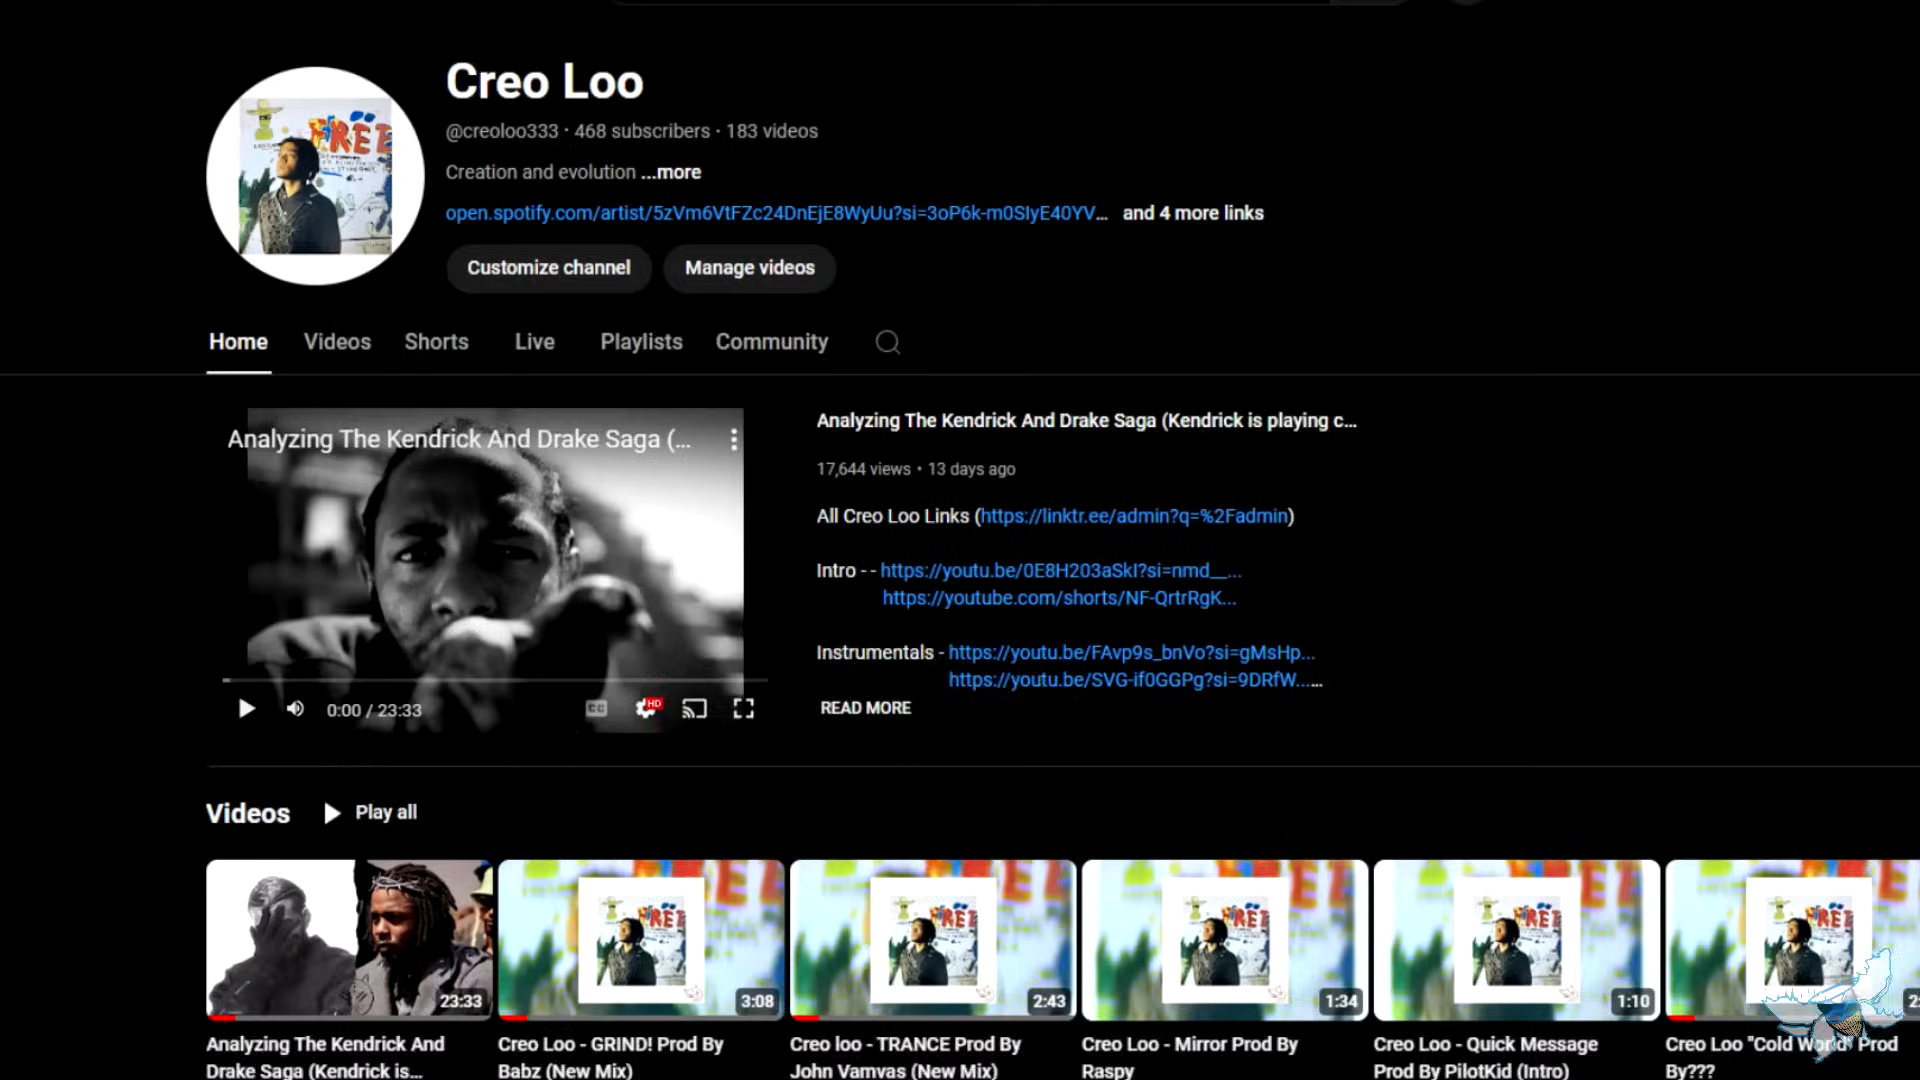 Creo Loo
@creoloo333 · 468 subscribers · 183 videos
Creation and evolution ...more
open.spotify.com/artist/5zVm6VtFZc24DnEjE8WyUu?si=3oP6k-m0SIyE40YV... and 4 more links
Customize channel Manage videos
Home Videos Shorts Live Playlists Community
Analyzing The Kendrick And Drake Saga (...
Analyzing The Kendrick And Drake Saga (Kendrick is playing c...
17,644 views • 13 days ago
All Creo Loo Links (https://linktr.ee/admin?q=%2Fadmin)
Intro - - https://youtu.be/0E8H203aSkI?si=nmd__...
https://youtube.com/shorts/NF-QrtrRgK...
Instrumentals - https://youtu.be/FAvp9s_bnVo?si=gMsHp...
https://youtu.be/SVG-if0GGPg?si=9DRfW......
READ MORE
0:00 / 23:33
CC
HD
Videos Play all
23:33
3:08
2:43
1:34
1:10
Analyzing The Kendrick And
Drake Saga (Kendrick is...
Creo Loo - GRIND! Prod By
Babz (New Mix)
Creo loo - TRANCE Prod By
John Vamvas (New Mix)
Creo Loo - Mirror Prod By
Raspy
Creo Loo - Quick Message
Prod By PilotKid (Intro)
Creo Loo "Cold World" Prod
By???